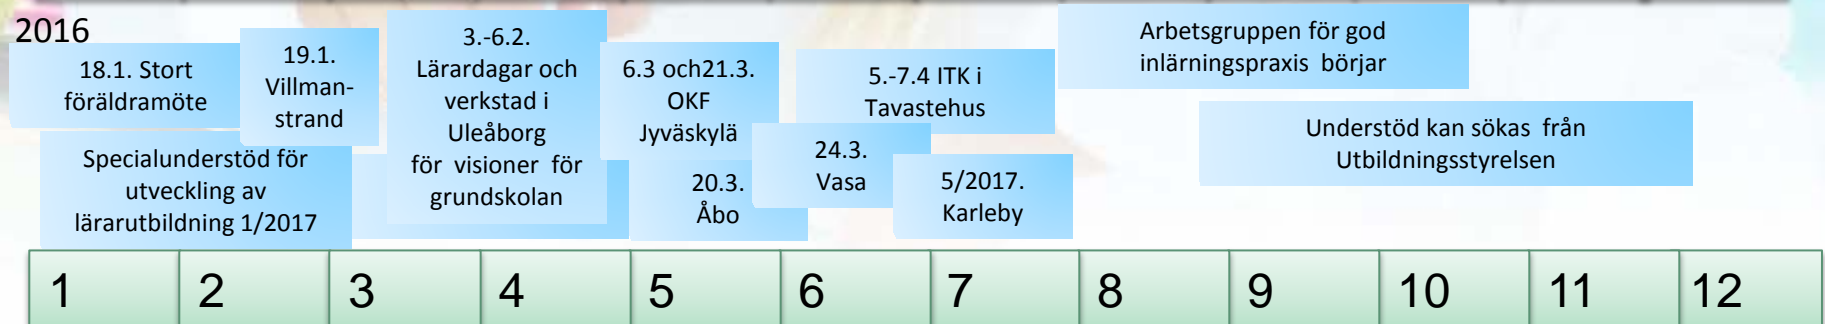 2016
18.1. Stort
föräldramöte
19.1.
Villman-
strand
3.-6.2.
Lärardagar och
verkstad i
Uleåborg
för visioner för
grundskolan
Specialunderstöd för
utveckling av
lärarutbildning 1/2017
6.3 och21.3.
OKF
Jyväskylä
20.3.
Åbo
5.-7.4 ITK i
Tavastehus
24.3.
Vasa
5/2017.
Karleby
Arbetsgruppen för god
inlärningspraxis börjar
Understöd kan sökas från
Utbildningsstyrelsen
1 2 3 4 5 6 7 8 9 10 11 12